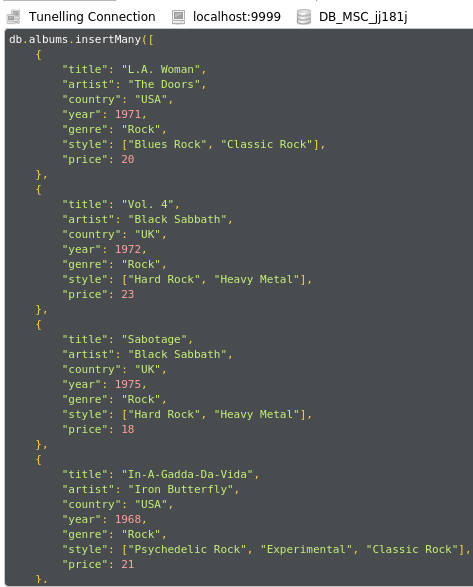 Tunelling Connection localhost:9999 DB_MSC_jj181j
db.albums.insertMany([
    {
        "title": "L.A. Woman",
        "artist": "The Doors",
        "country": "USA",
        "year": 1971,
        "genre": "Rock",
        "style": ["Blues Rock", "Classic Rock"],
        "price": 20
    },
    {
        "title": "Vol. 4",
        "artist": "Black Sabbath",
        "country": "UK",
        "year": 1972,
        "genre": "Rock",
        "style": ["Hard Rock", "Heavy Metal"],
        "price": 23
    },
    {
        "title": "Sabotage",
        "artist": "Black Sabbath",
        "country": "UK",
        "year": 1975,
        "genre": "Rock",
        "style": ["Hard Rock", "Heavy Metal"],
        "price": 18
    },
    {
        "title": "In-A-Gadda-Da-Vida",
        "artist": "Iron Butterfly",
        "country": "USA",
        "year": 1968,
        "genre": "Rock",
        "style": ["Psychedelic Rock", "Experimental", "Classic Rock"],
        "price": 21
    },